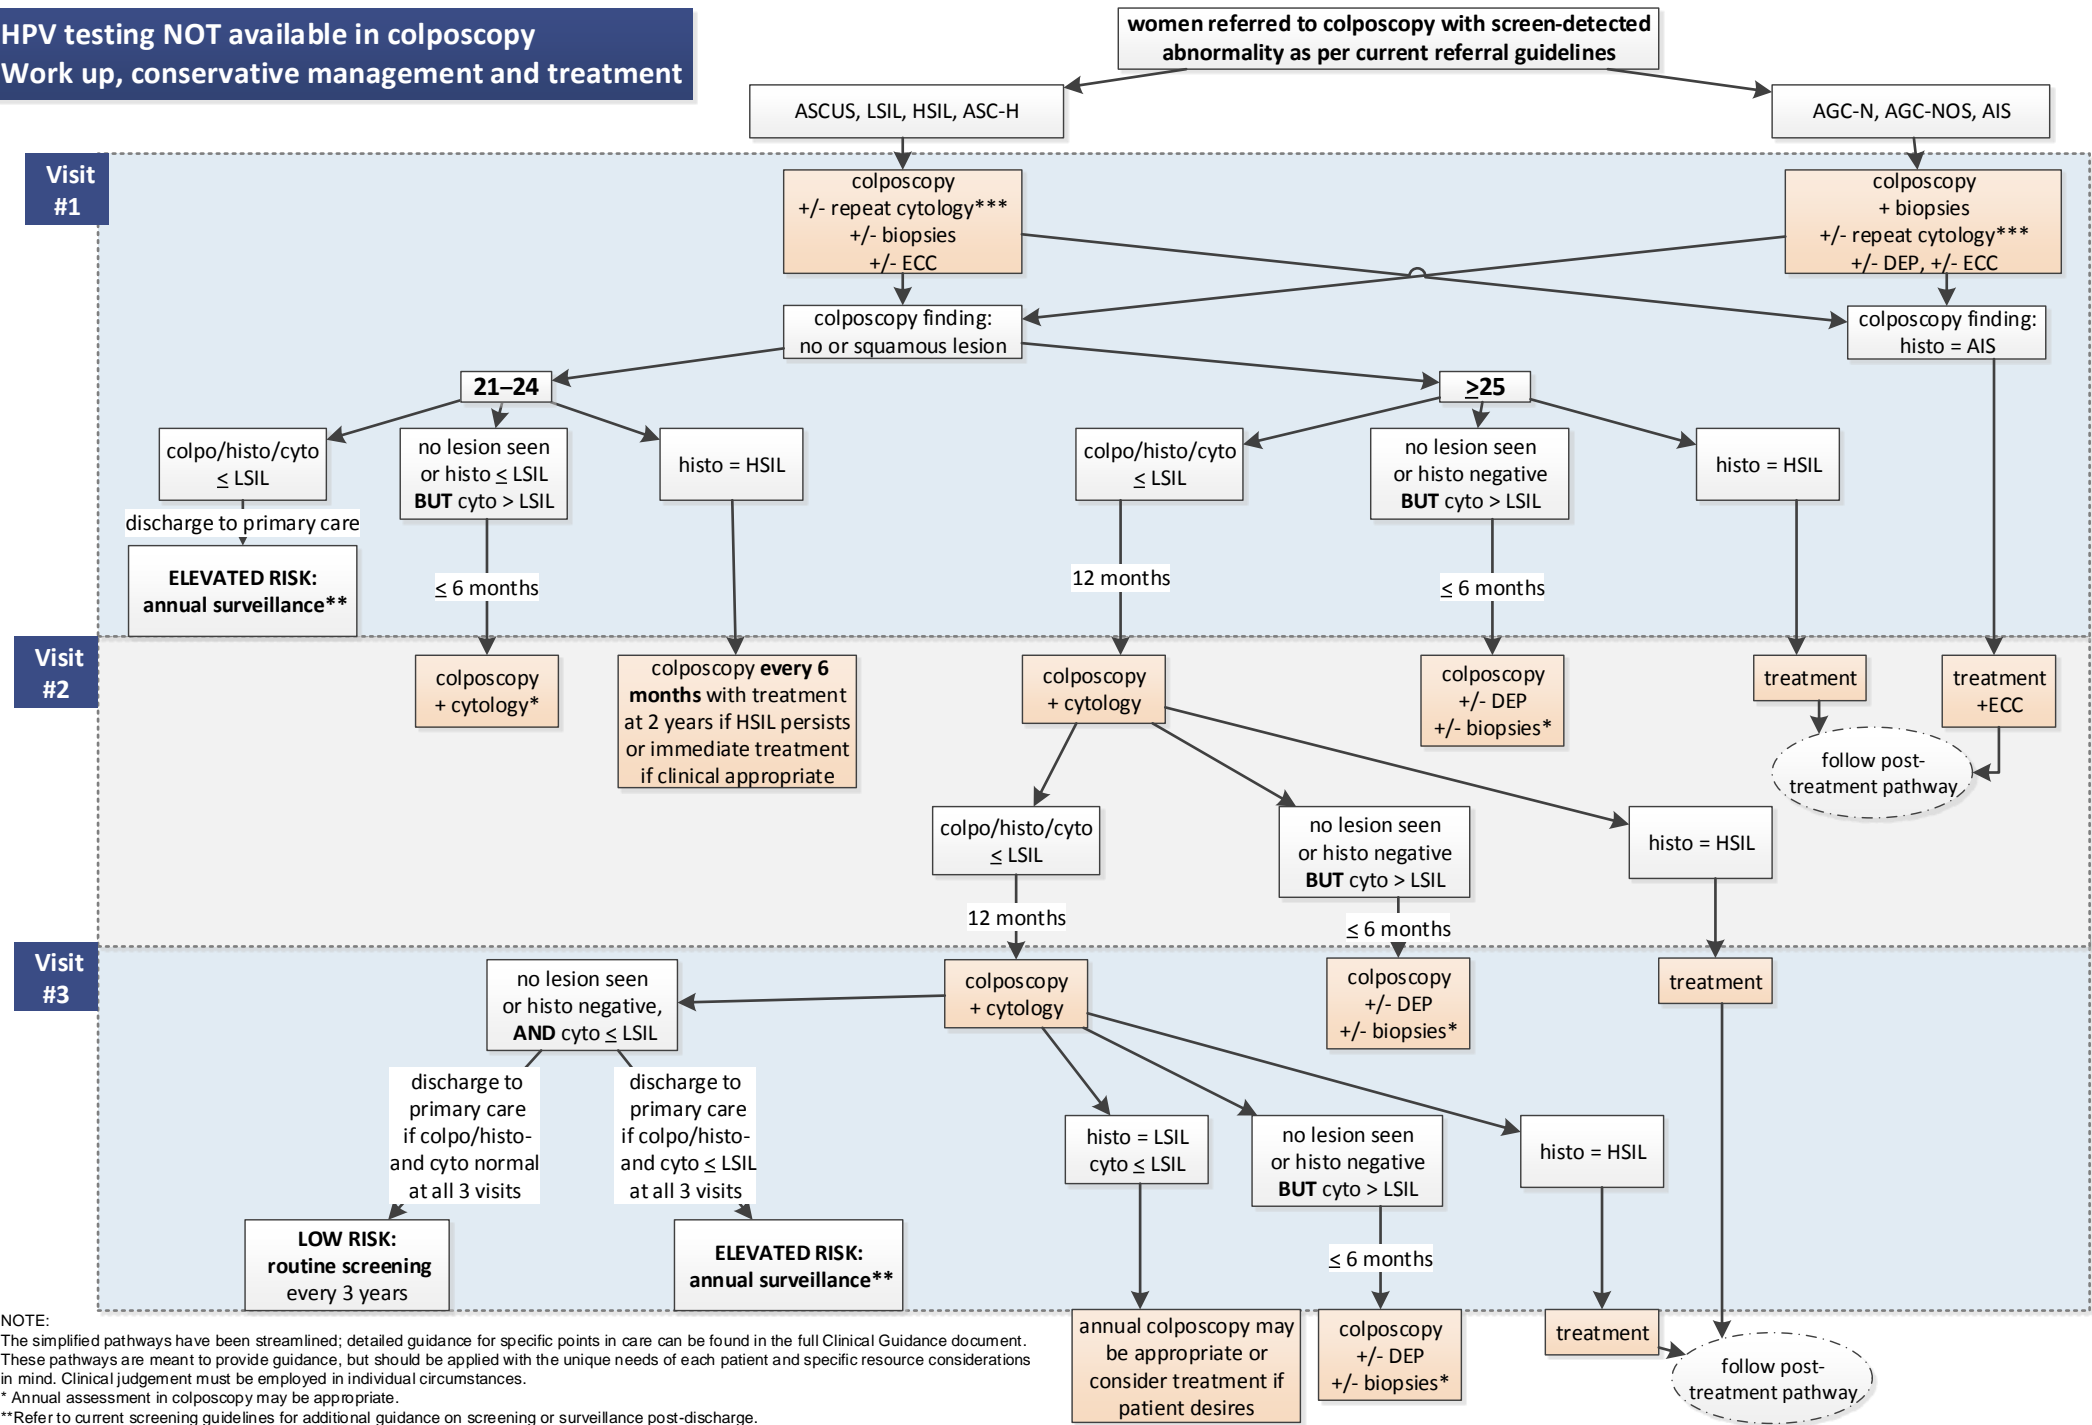 HPV testing NOT available in colposcopy
Work up, conservative management and treatment
women referred to colposcopy with screen-detected
abnormality as per current referral guidelines
ASCUS, LSIL, HSIL, ASC-H
AGC-N, AGC-NOS, AIS
Visit
#1
colposcopy
+/- repeat cytology***
+/- biopsies
+/- ECC
colposcopy
+ biopsies
+/- repeat cytology***
+/- DEP, +/- ECC
colposcopy finding:
no or squamous lesion
colposcopy finding:
histo = AIS
21–24
≥25
colpo/histo/cyto
≤ LSIL
no lesion seen
or histo ≤ LSIL
BUT cyto > LSIL
histo = HSIL
colpo/histo/cyto
≤ LSIL
no lesion seen
or histo negative
BUT cyto > LSIL
histo = HSIL
discharge to primary care
ELEVATED RISK:
annual surveillance**
≤ 6 months
12 months
≤ 6 months
Visit
#2
colposcopy
+ cytology*
colposcopy every 6
months with treatment
at 2 years if HSIL persists
or immediate treatment
if clinical appropriate
colposcopy
+ cytology
colposcopy
+/- DEP
+/- biopsies*
treatment
treatment
+ECC
follow post-
treatment pathway
colpo/histo/cyto
≤ LSIL
no lesion seen
or histo negative
BUT cyto > LSIL
histo = HSIL
12 months
≤ 6 months
Visit
#3
no lesion seen
or histo negative,
AND cyto ≤ LSIL
colposcopy
+ cytology
colposcopy
+/- DEP
+/- biopsies*
treatment
discharge to
primary care
if colpo/histo-
and cyto normal
at all 3 visits
discharge to
primary care
if colpo/histo-
and cyto ≤ LSIL
at all 3 visits
histo = LSIL
cyto ≤ LSIL
no lesion seen
or histo negative
BUT cyto > LSIL
histo = HSIL
LOW RISK:
routine screening
every 3 years
ELEVATED RISK:
annual surveillance**
≤ 6 months
annual colposcopy may
be appropriate or
consider treatment if
patient desires
colposcopy
+/- DEP
+/- biopsies*
treatment
follow post-
treatment pathway
NOTE:
The simplified pathways have been streamlined; detailed guidance for specific points in care can be found in the full Clinical Guidance document.
These pathways are meant to provide guidance, but should be applied with the unique needs of each patient and specific resource considerations
in mind. Clinical judgement must be employed in individual circumstances.
* Annual assessment in colposcopy may be appropriate.
**Refer to current screening guidelines for additional guidance on screening or surveillance post-discharge.